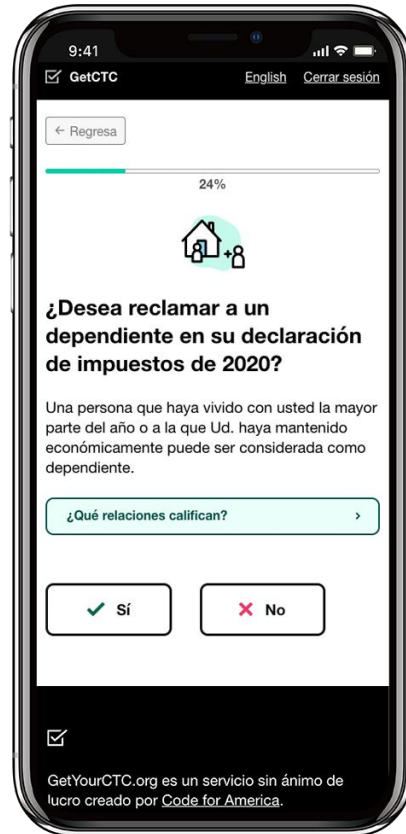 9:41
GetCTC English Cerrar sesión
← Regresa
24%
¿Desea reclamar a un
dependiente en su declaración
de impuestos de 2020?
Una persona que haya vivido con usted la mayor
parte del año o a la que Ud. haya mantenido
económicamente puede ser considerada como
dependiente.
¿Qué relaciones califican? ›
Sí No
GetYourCTC.org es un servicio sin ánimo de
lucro creado por Code for America.